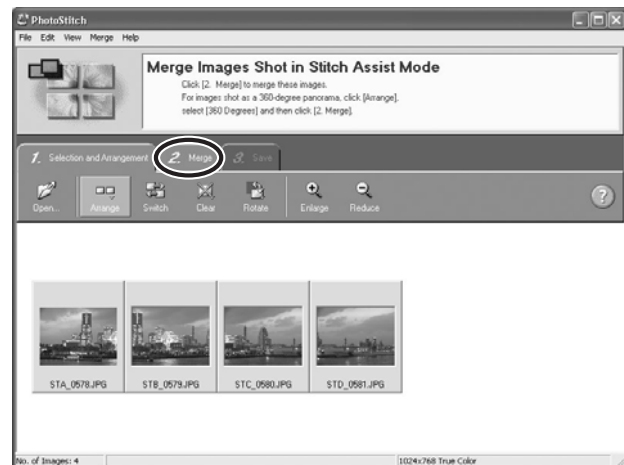 PhotoStitch
File Edit View Merge Help
Merge Images Shot in Stitch Assist Mode
Click [2. Merge] to merge these images.
For images shot as a 360-degree panorama, click [Arrange],
select [360 Degrees] and then click [2. Merge].
1. Selection and Arrangement 2. Merge 3. Save
Open... Arrange Switch Clear Rotate Enlarge Reduce ?
STA_0578.JPG STB_0579.JPG STC_0580.JPG STD_0581.JPG
No. of Images: 4 1024x768 True Color